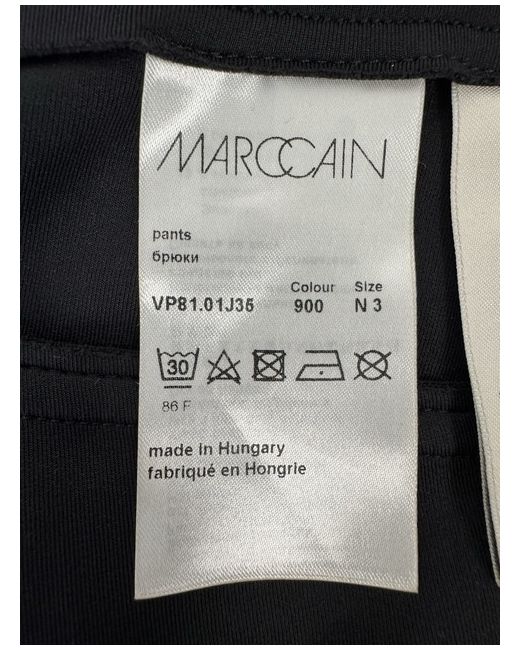 MARCCAIN
pants
брюки
Colour Size
VP81.01J35 900 N 3
30
86 F
made in Hungary
fabriqué en Hongrie